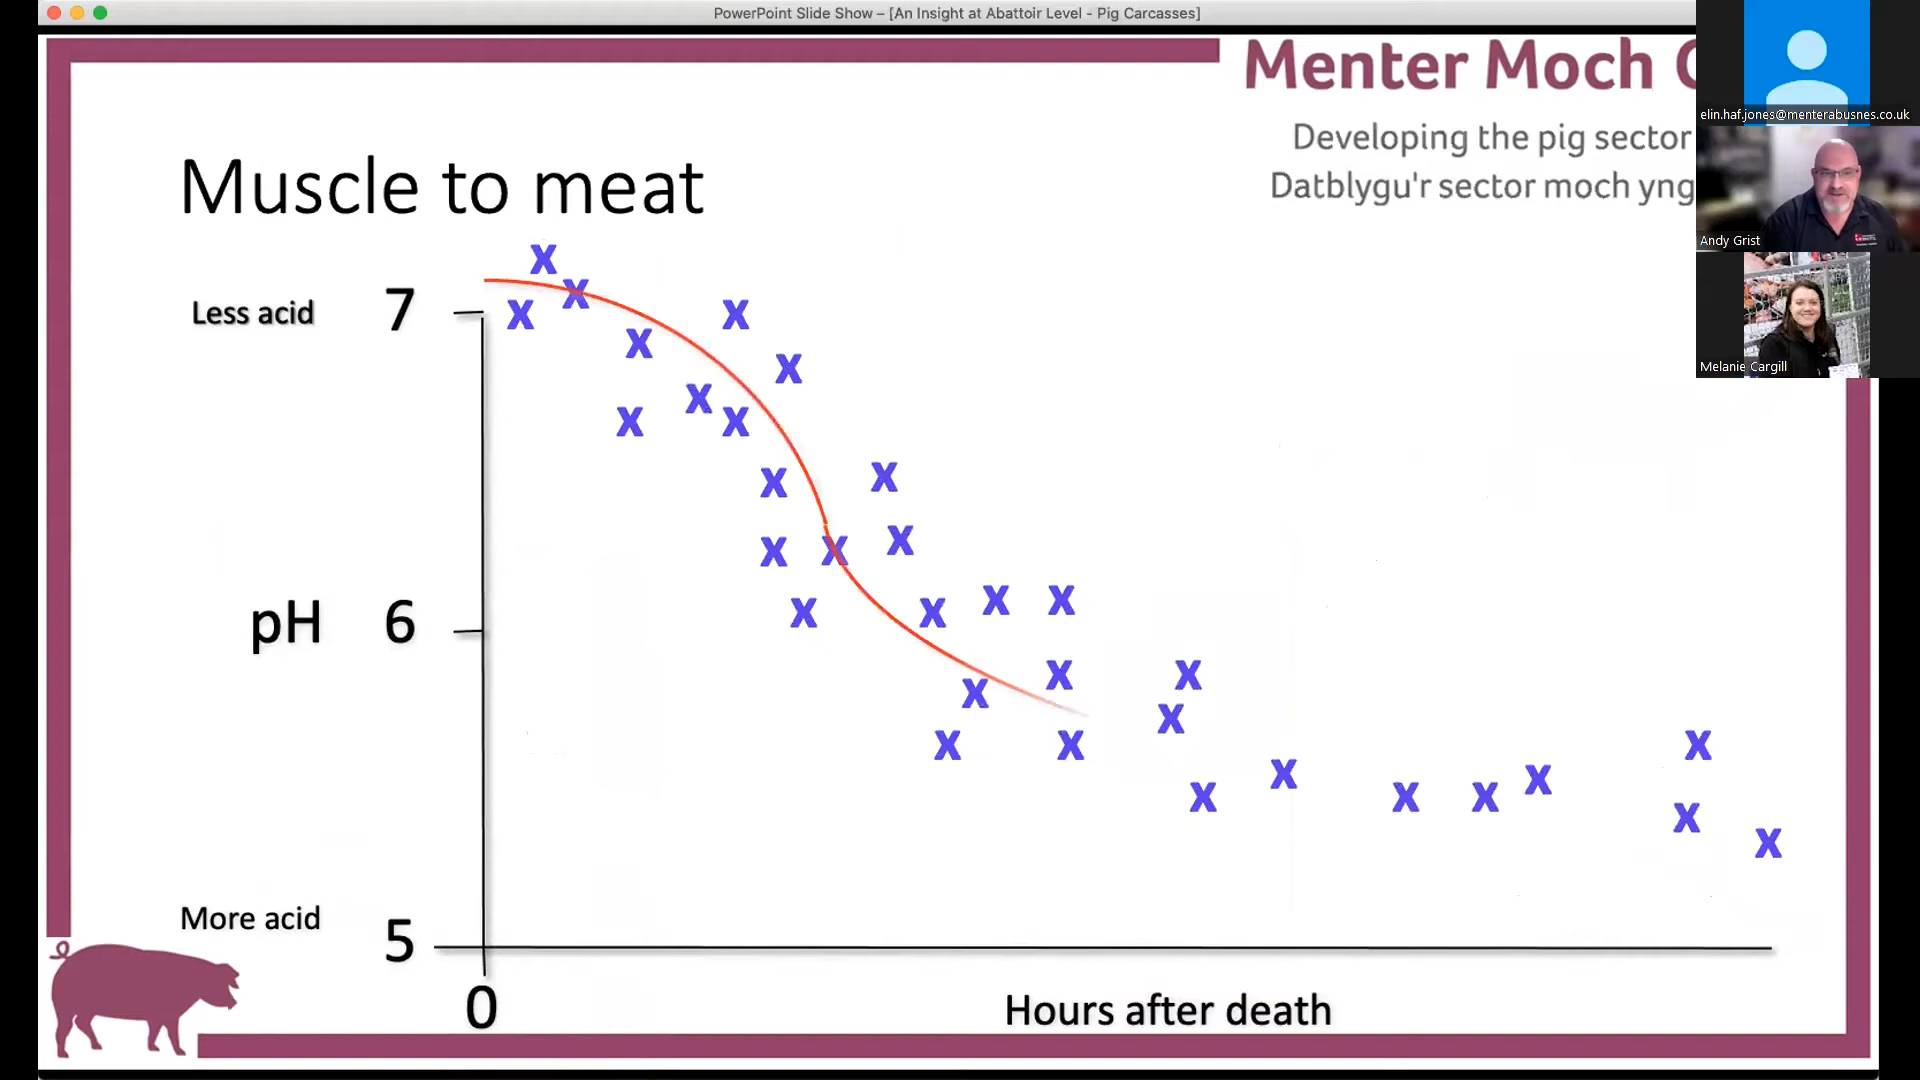 PowerPoint Slide Show – [An Insight at Abattoir Level - Pig Carcasses]
Menter Moch
Developing the pig sector
Datblygu'r sector moch yng
elin.haf.jones@menterabusnes.co.uk
Andy Grist
Melanie Cargill
Muscle to meat
Less acid 7
pH 6
More acid 5
0
Hours after death